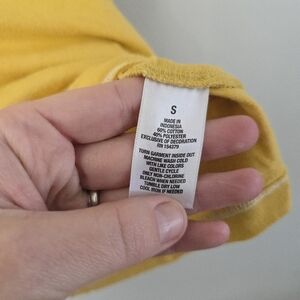 S
MADE IN
INDONESIA
60% COTTON
40% POLYESTER
EXCLUSIVE OF DECORATION
RN 154379
TURN GARMENT INSIDE OUT
MACHINE WASH COLD
WITH LIKE COLORS
GENTLE CYCLE
ONLY NON-CHLORINE
BLEACH WHEN NEEDED
TUMBLE DRY LOW
COOL IRON IF NEEDED